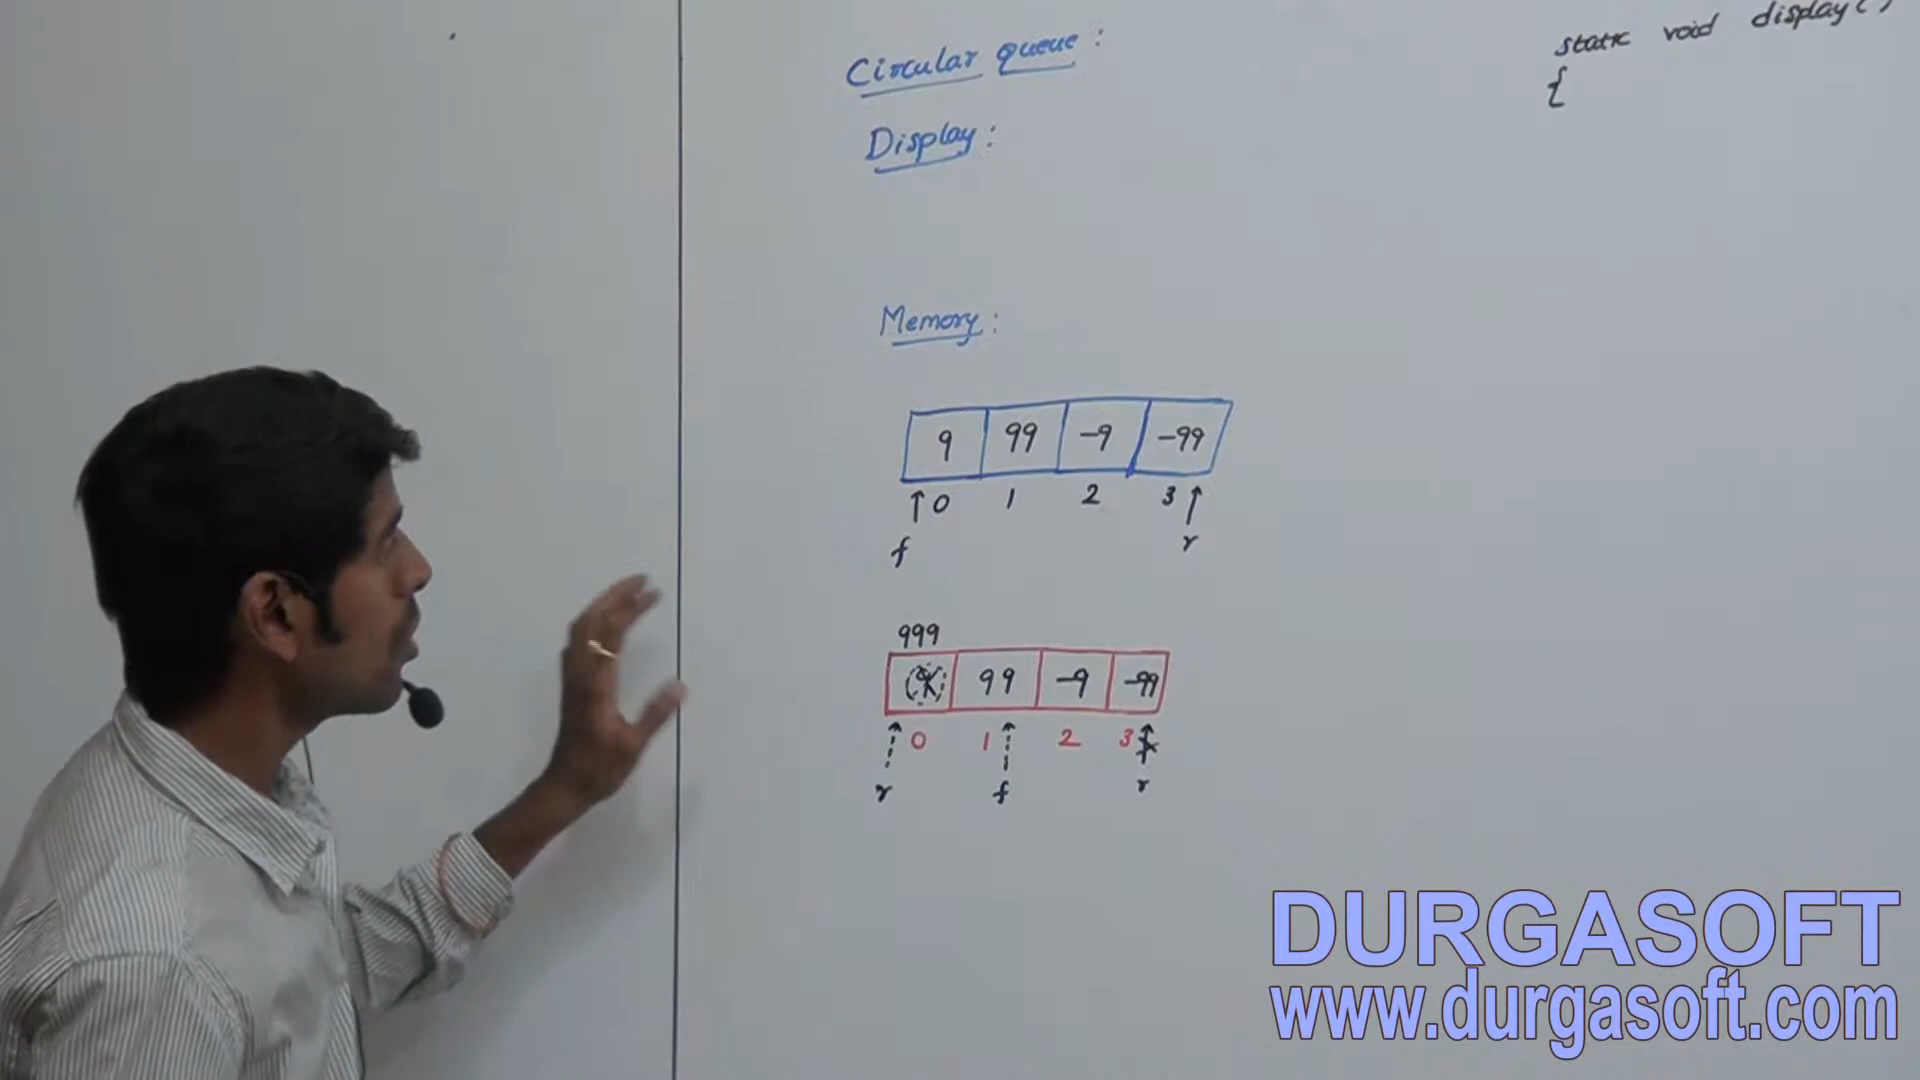 Circular queue :
Display :
Memory :
9 99 -9 -99
0 1 2 3
f r
999
9 99 -9 -99
0 1 2 3
r f r
static void display()
{
DURGASOFT
www.durgasoft.com